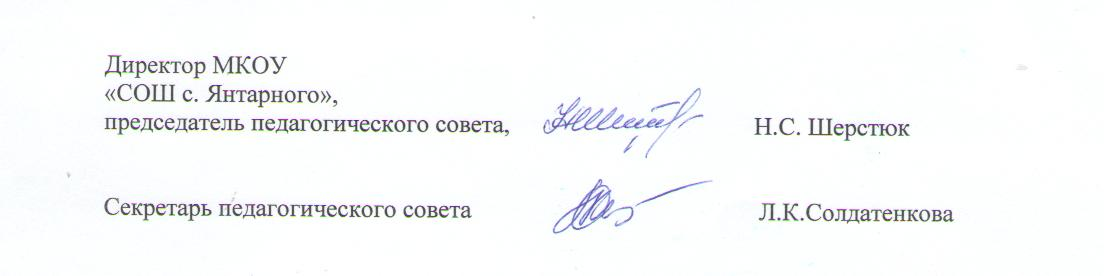 Директор МКОУ
«СОШ с. Янтарного»,
председатель педагогического совета, Н.С. Шерстюк
Секретарь педагогического совета Л.К.Солдатенкова